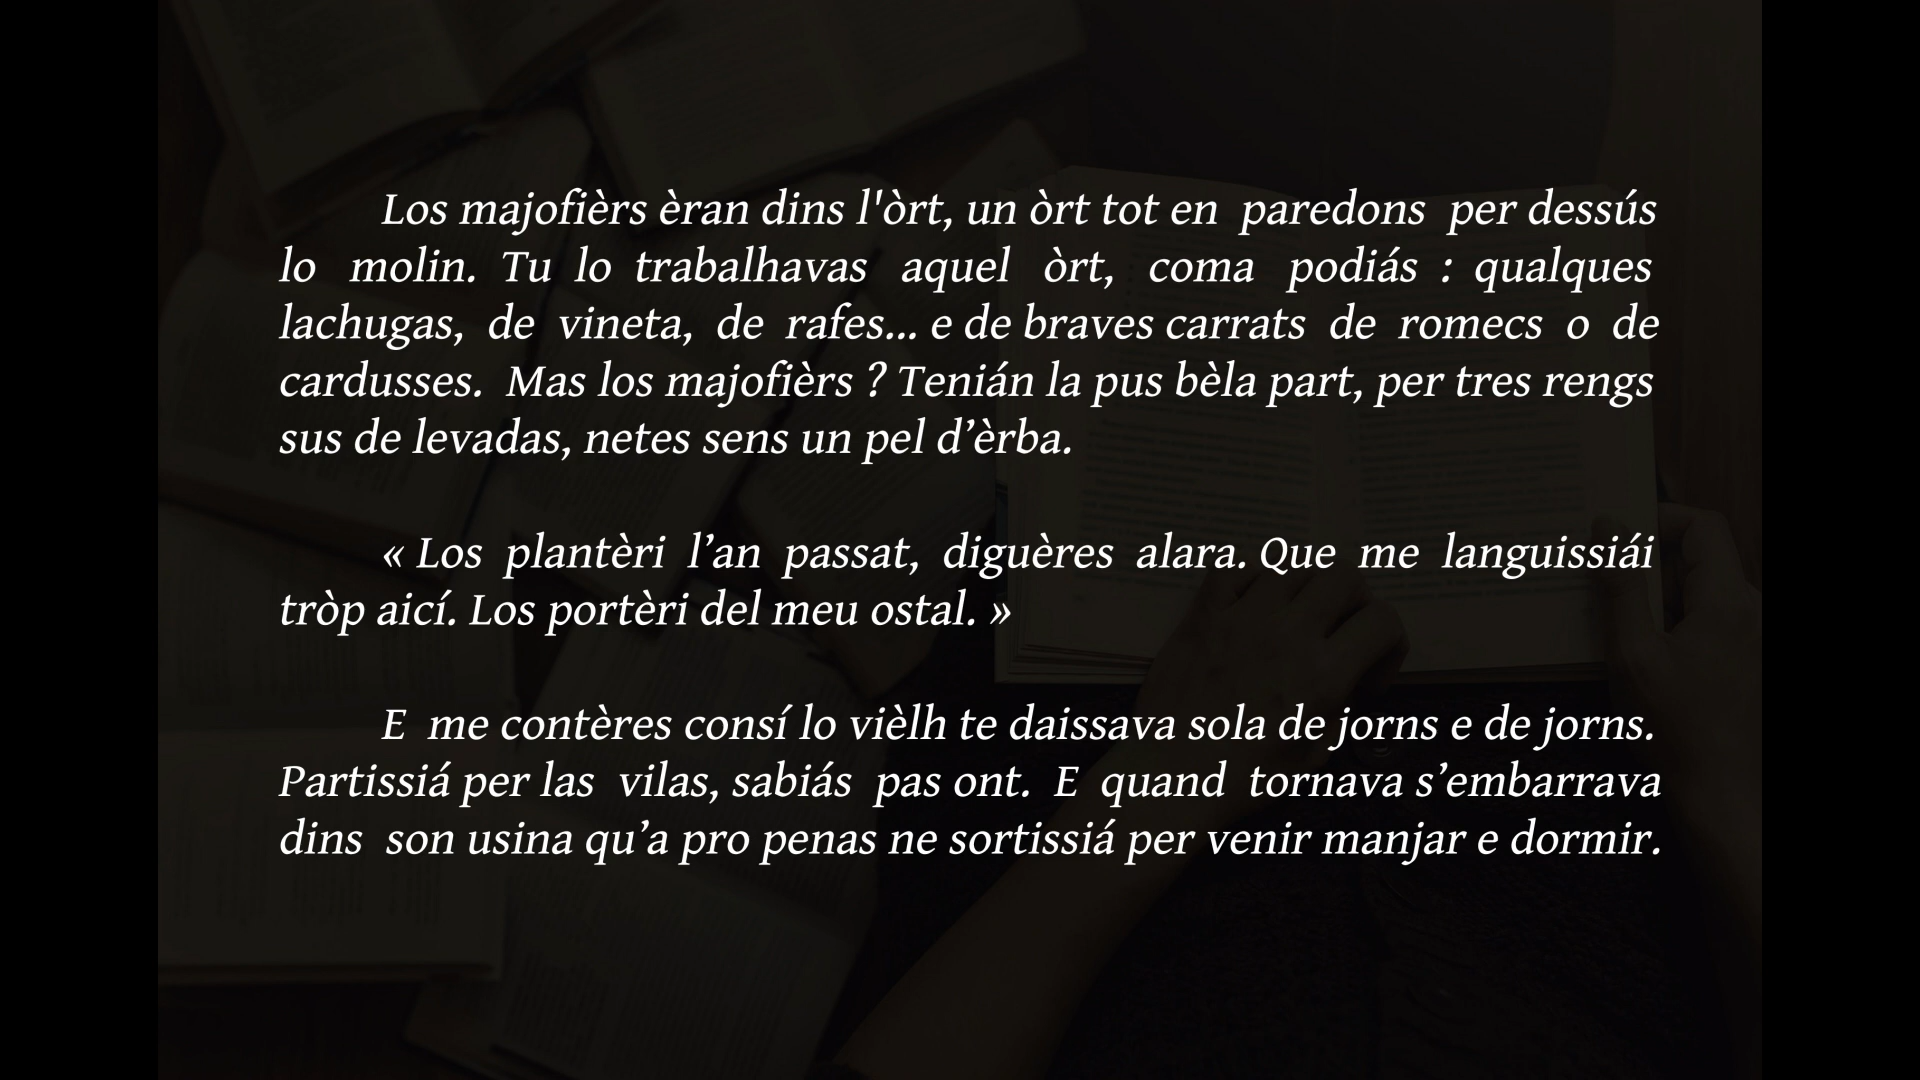 Los majofièrs èran dins l'òrt, un òrt tot en paredons per dessús
lo molin. Tu lo trabalhavas aquel òrt, coma podiás : qualques
lachugas, de vineta, de rafes... e de braves carrats de romecs o de
cardusses. Mas los majofièrs ? Tenián la pus bèla part, per tres rengs
sus de levadas, netes sens un pel d’èrba.
« Los plantèri l’an passat, diguères alara. Que me languissiái
tròp aicí. Los portèri del meu ostal. »
E me contères consí lo vièlh te daissava sola de jorns e de jorns.
Partissiá per las vilas, sabiás pas ont. E quand tornava s’embarrava
dins son usina qu’a pro penas ne sortissiá per venir manjar e dormir.